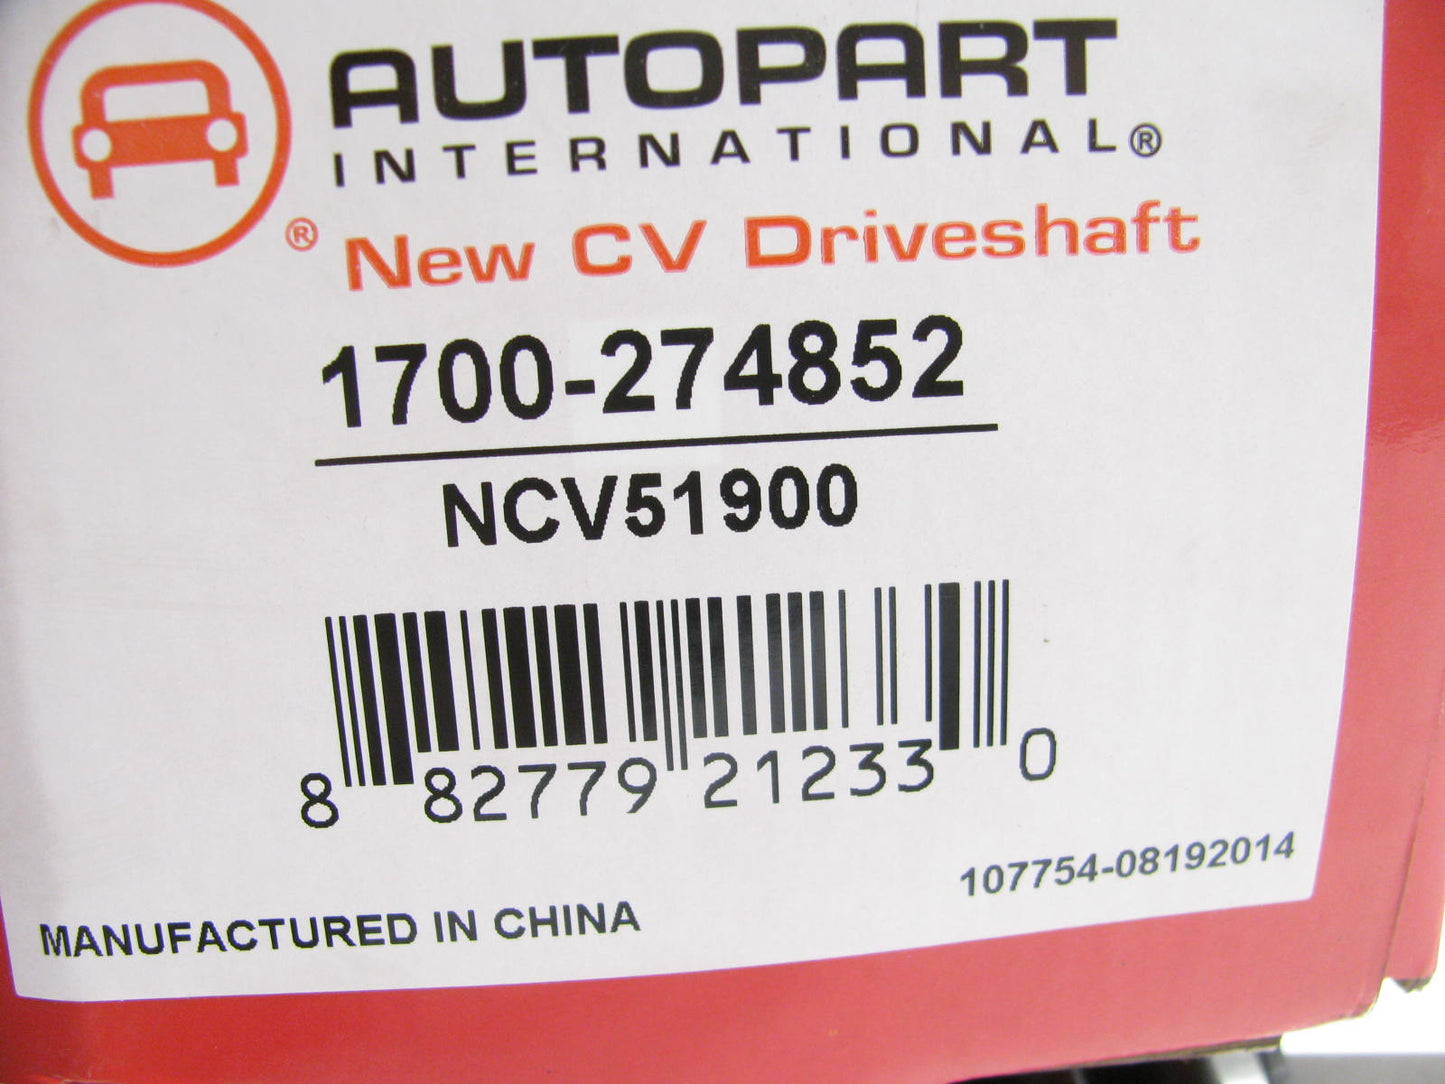 AUTOPART
INTERNATIONAL®
® New CV Driveshaft
1700-274852
NCV51900
8 82779 21233 0
107754-08192014
MANUFACTURED IN CHINA